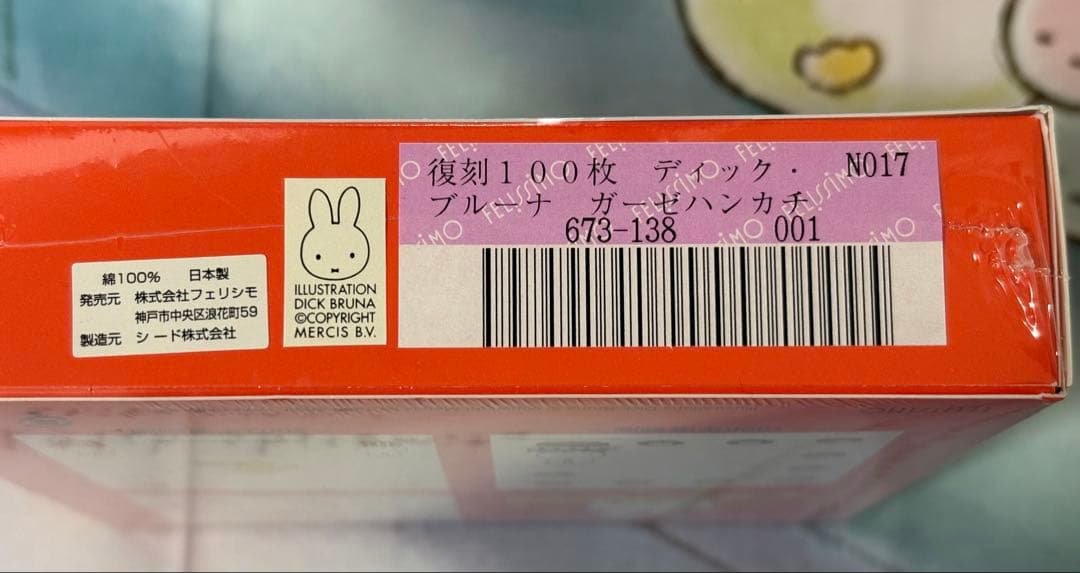 綿100% 日本製
発売元 株式会社フェリシモ
神戸市中央区浪花町59
製造元 シード株式会社
ILLUSTRATION
DICK BRUNA
©COPYRIGHT
MERCIS B.V.
復刻100枚 ディック・ N017
ブルーナ ガーゼハンカチ
673-138 001
FELISSIMO